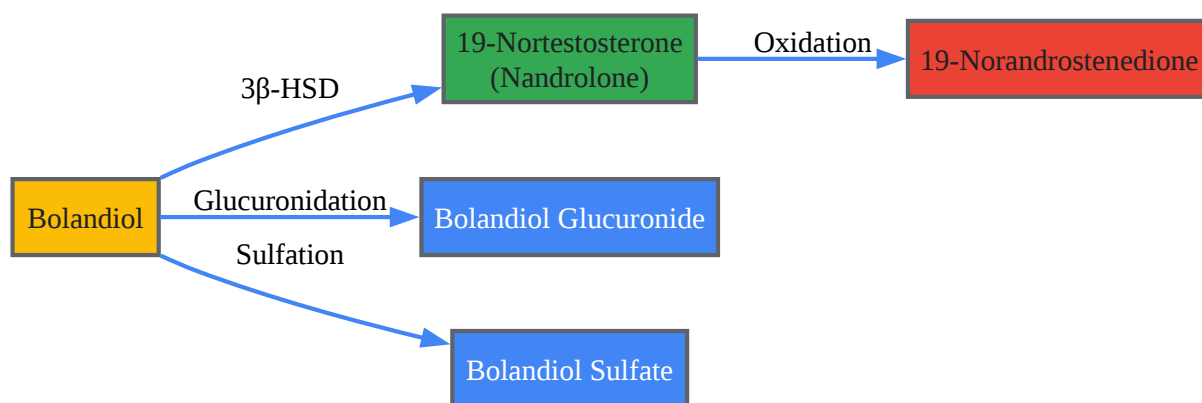 19-Nortestosterone
(Nandrolone)
Oxidation
19-Norandrostenedione
3β-HSD
Bolandiol
Glucuronidation
Bolandiol Glucuronide
Sulfation
Bolandiol Sulfate